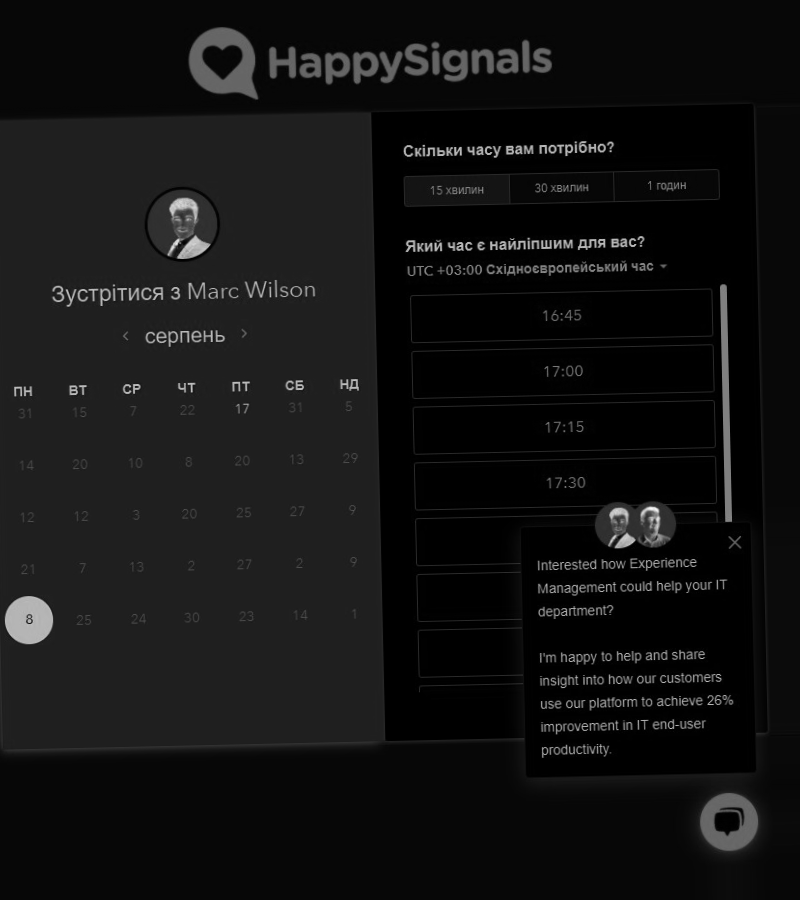 HappySignals
Зустрітися з Marc Wilson
серпень
ПН ВТ СР ЧТ ПТ СБ НД
31 15 7 22 17 31 5
14 20 10 8 20 13 29
12 12 3 20 25 27 9
21 7 13 2 27 2 9
8 25 24 30 23 14 1
Скільки часу вам потрібно?
15 хвилин 30 хвилин 1 годин
Який час є найліпшим для вас?
UTC +03:00 Східноєвропейський час
16:45
17:00
17:15
17:30
Interested how Experience
Management could help your IT
department?
I'm happy to help and share
insight into how our customers
use our platform to achieve 26%
improvement in IT end-user
productivity.